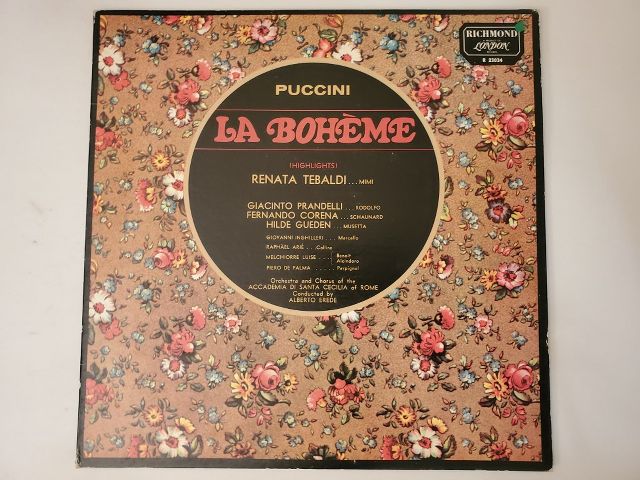 RICHMOND
LONDON
R 23034
PUCCINI
LA BOHÈME
(HIGHLIGHTS)
RENATA TEBALDI ... MIMI
GIACINTO PRANDELLI ... RODOLFO
FERNANDO CORENA ... SCHAUNARD
HILDE GUEDEN ... MUSETTA
GIOVANNI INGHILLERI ... Marcello
RAPHAËL ARIÉ ... Colline
MELCHIORRE LUISE ... Benoit
Alcindoro
PIERO DE PALMA ..... Parpignol
Orchestra and Chorus of the
ACCADEMIA DI SANTA CECILIA of ROME
Conducted by
ALBERTO EREDE